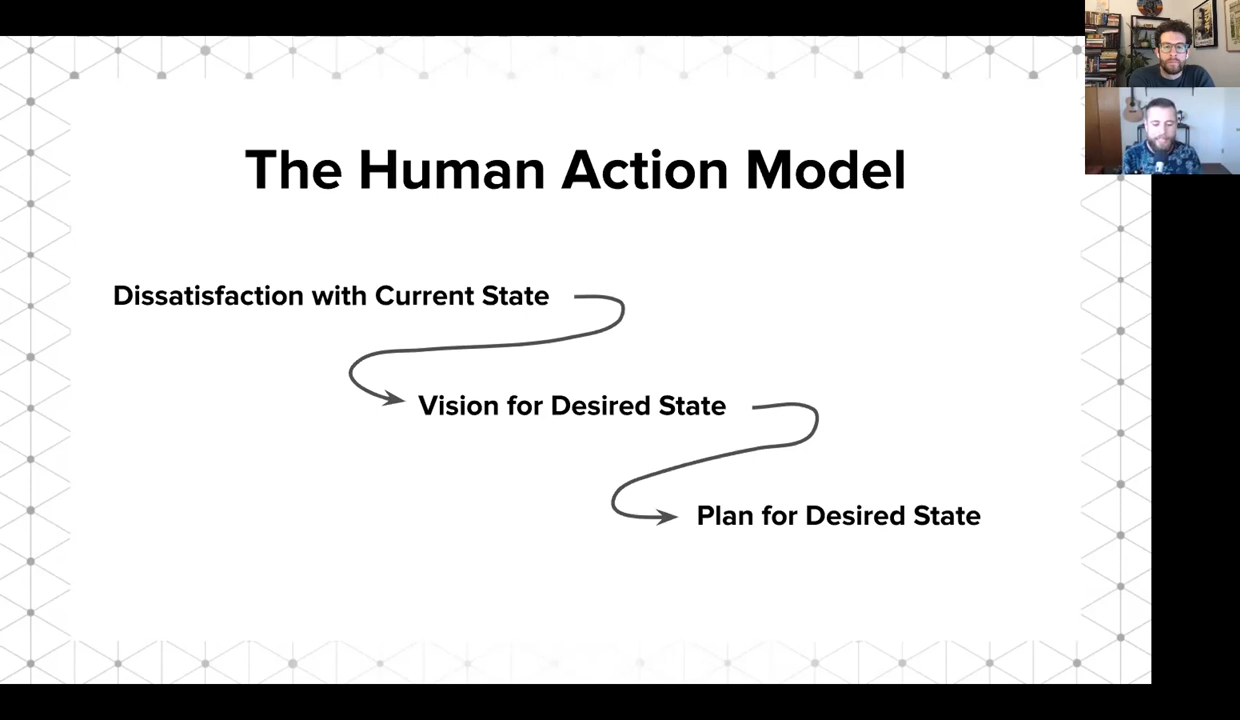 The Human Action Model
Dissatisfaction with Current State
Vision for Desired State
Plan for Desired State